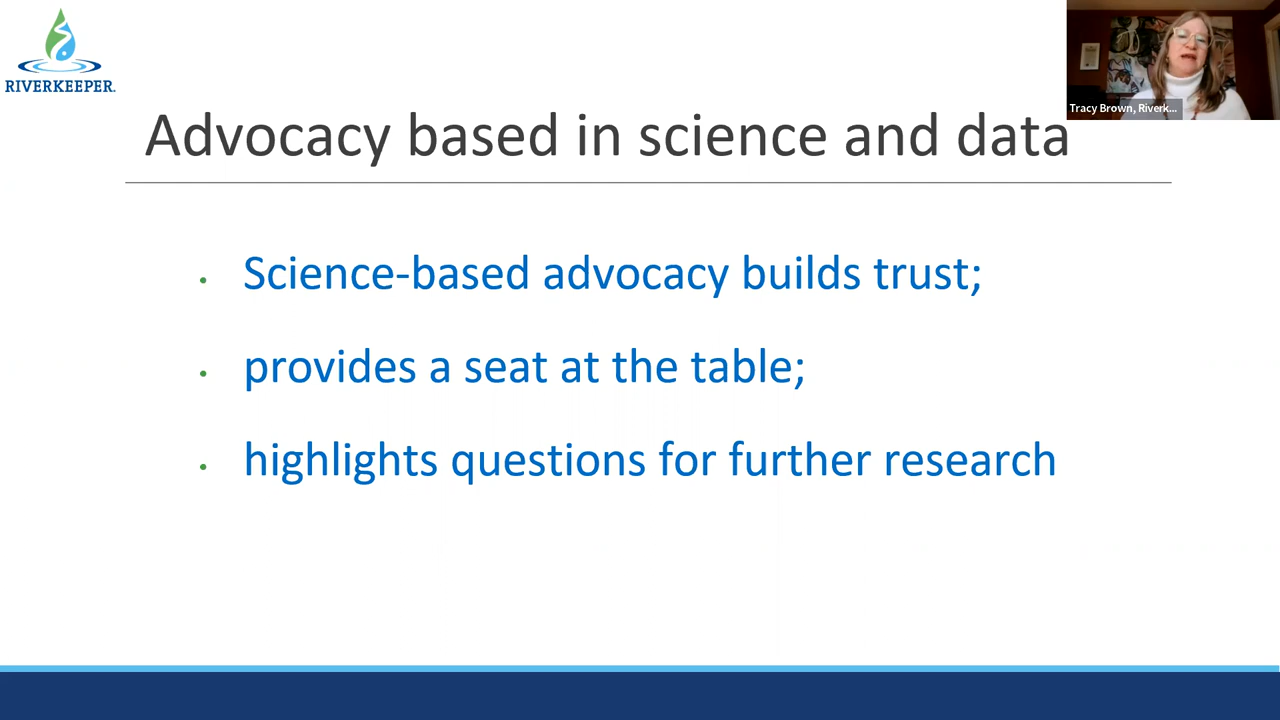 RIVERKEEPER.
Tracy Brown, Riverk...
Advocacy based in science and data
• Science-based advocacy builds trust;
• provides a seat at the table;
• highlights questions for further research